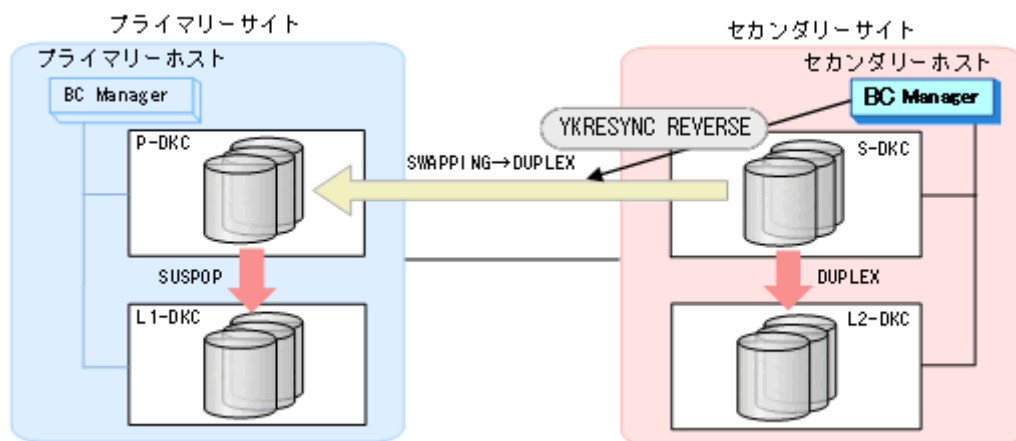 プライマリーサイト
セカンダリーサイト
プライマリーホスト
セカンダリーホスト
BC Manager
BC Manager
YKRESYNC REVERSE
P-DKC
S-DKC
SWAPPING→DUPLEX
SUSPOP
DUPLEX
L1-DKC
L2-DKC